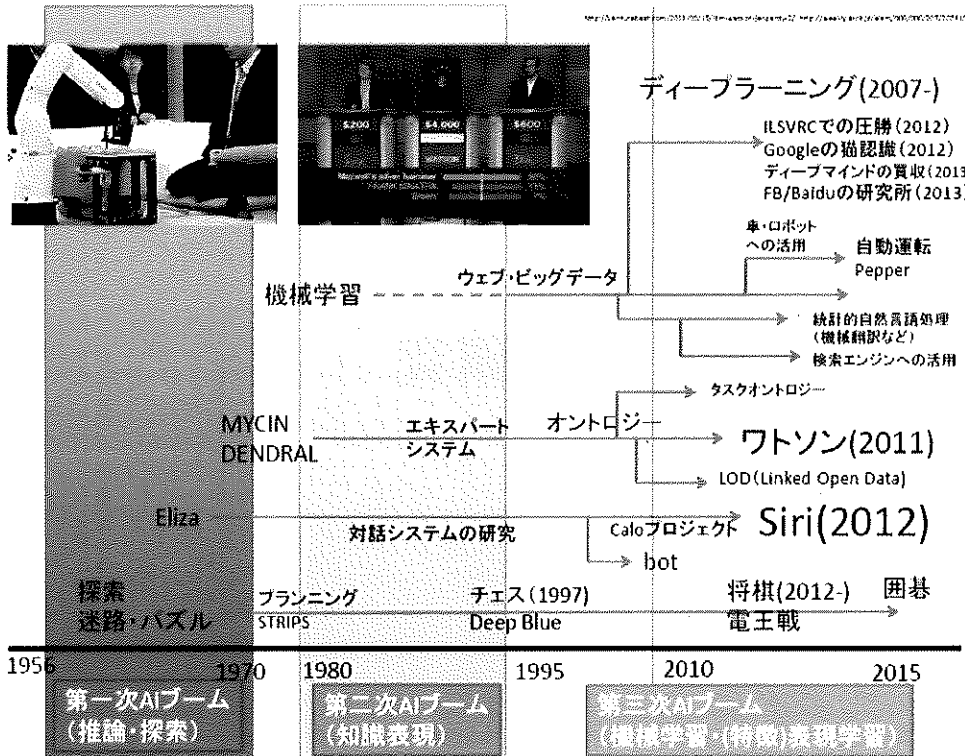 $200
$4,000
$600
ディープラーニング(2007-)
ILSVRCでの圧勝(2012)
Googleの猫認識(2012)
ディープマインドの買収(2013
FB/Baiduの研究所(2013)
車・ロボット
への活用
自動運転
Pepper
機械学習
ウェブ・ビッグデータ
統計的自然言語処理
(機械翻訳など)
検索エンジンへの活用
タスクオントロジー
MYCIN
DENDRAL
エキスパート
システム
オントロジー
ワトソン(2011)
LOD(Linked Open Data)
Eliza
対話システムの研究
Caloプロジェクト
Siri(2012)
bot
探索
迷路・パズル
プランニング
STRIPS
チェス(1997)
Deep Blue
将棋(2012-)
電王戦
囲碁
1956
1970
1980
1995
2010
2015
第一次AIブーム
(推論・探索)
第二次AIブーム
(知識表現)
第三次AIブーム
(機械学習・(特徴)表現学習)